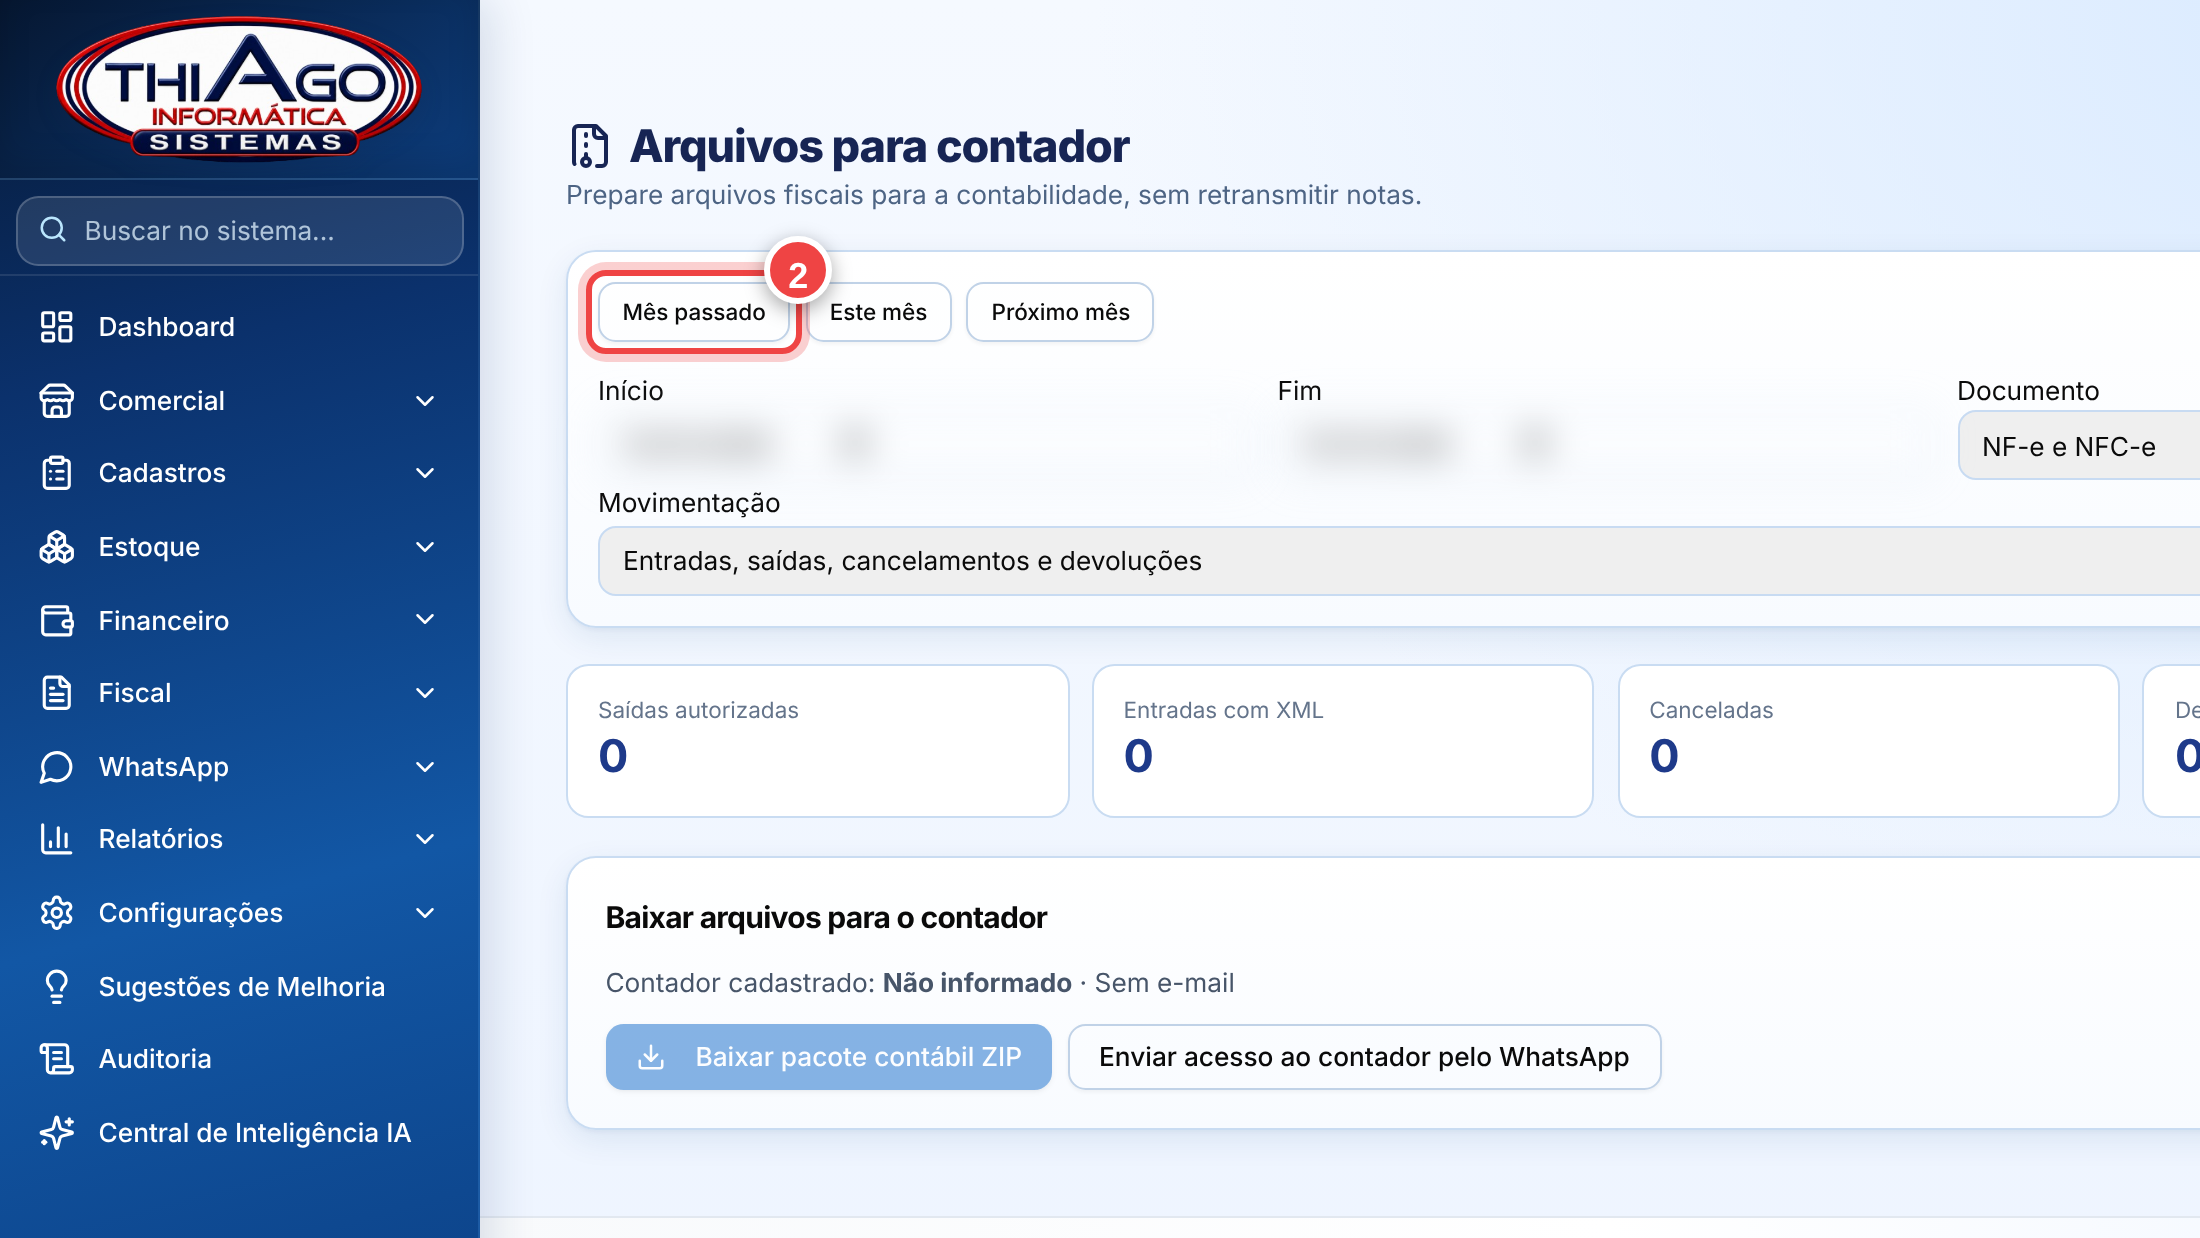 THIAGO
INFORMÁTICA
SISTEMAS
Buscar no sistema...
Dashboard
Comercial
Cadastros
Estoque
Financeiro
Fiscal
WhatsApp
Relatórios
Configurações
Sugestões de Melhoria
Auditoria
Central de Inteligência IA
Arquivos para contador
Prepare arquivos fiscais para a contabilidade, sem retransmitir notas.
2
Mês passado Este mês Próximo mês
Início Fim Documento
NF-e e NFC-e
Movimentação
Entradas, saídas, cancelamentos e devoluções
Saídas autorizadas Entradas com XML Canceladas De
0 0 0 0
Baixar arquivos para o contador
Contador cadastrado: Não informado · Sem e-mail
Baixar pacote contábil ZIP Enviar acesso ao contador pelo WhatsApp